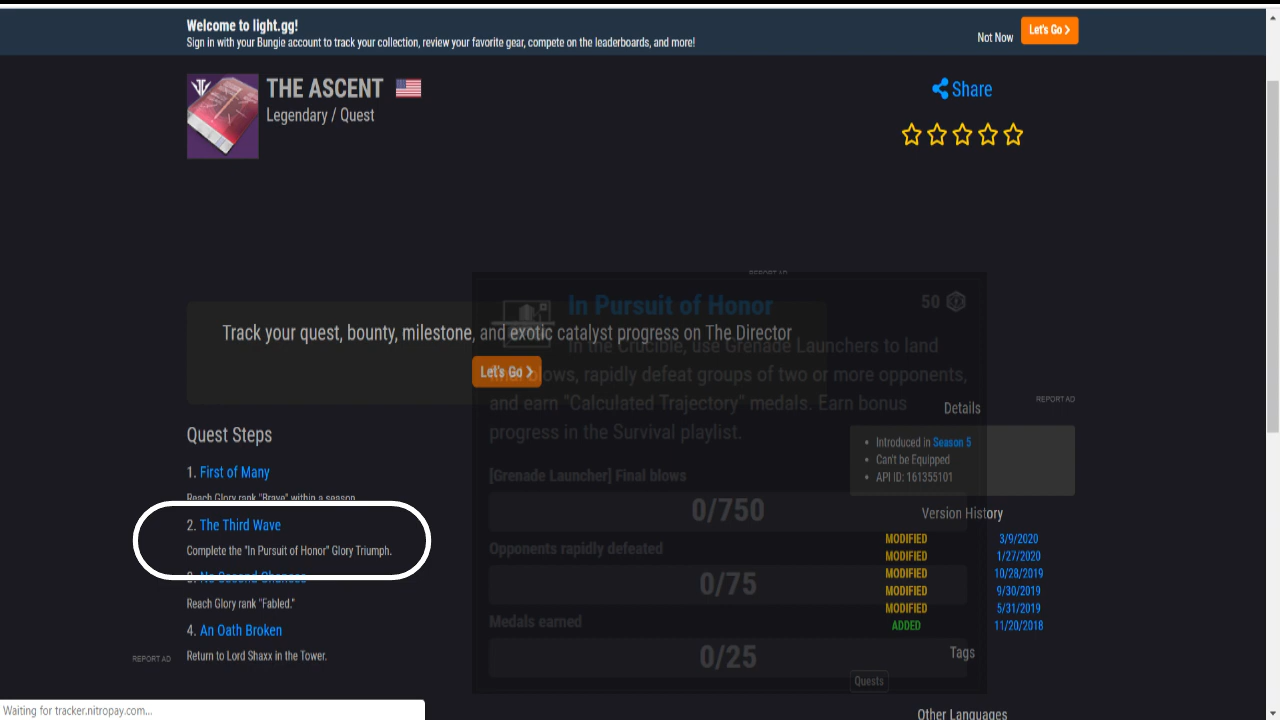 Welcome to light.gg!
Sign in with your Bungie account to track your collection, review your favorite gear, compete on the leaderboards, and more!
Not Now
Let's Go
THE ASCENT
Legendary / Quest
Share
REPORT AD
In Pursuit of Honor
50
Track your quest, bounty, milestone, and exotic catalyst progress on The Director
Let's Go
In the Crucible, use Grenade Launchers to land
final blows, rapidly defeat groups of two or more opponents,
and earn "Calculated Trajectory" medals. Earn bonus
progress in the Survival playlist.
REPORT AD
Details
Introduced in Season 5
Can't be Equipped
API ID: 161355101
Quest Steps
1. First of Many
Reach Glory rank "Brave" within a season.
2. The Third Wave
Complete the "In Pursuit of Honor" Glory Triumph.
3. No Second Chances
Reach Glory rank "Fabled."
4. An Oath Broken
Return to Lord Shaxx in the Tower.
REPORT AD
[Grenade Launcher] Final blows
0/750
Opponents rapidly defeated
0/75
Medals earned
0/25
Version History
MODIFIED 3/9/2020
MODIFIED 1/27/2020
MODIFIED 10/28/2019
MODIFIED 9/30/2019
MODIFIED 5/31/2019
ADDED 11/20/2018
Tags
Quests
Other Languages
Waiting for tracker.nitropay.com...